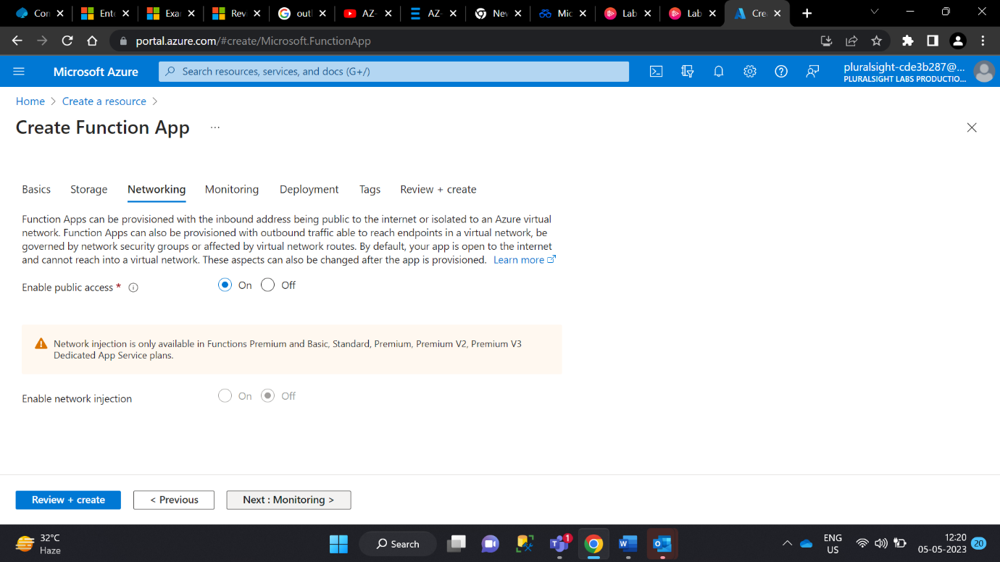 Con
Ente
Exar
Rev
outl
AZ-
AZ-
Nev
Mic
Lab
Lab
Cre
portal.azure.com/#create/Microsoft.FunctionApp
Microsoft Azure
Search resources, services, and docs (G+/)
pluralsight-cde3b287@...
PLURALSIGHT LABS PRODUCTIO...
Home > Create a resource >
Create Function App ...
Basics Storage Networking Monitoring Deployment Tags Review + create
Function Apps can be provisioned with the inbound address being public to the internet or isolated to an Azure virtual
network. Function Apps can also be provisioned with outbound traffic able to reach endpoints in a virtual network, be
governed by network security groups or affected by virtual network routes. By default, your app is open to the internet
and cannot reach into a virtual network. These aspects can also be changed after the app is provisioned. Learn more
Enable public access * On Off
Network injection is only available in Functions Premium and Basic, Standard, Premium, Premium V2, Premium V3
Dedicated App Service plans.
Enable network injection On Off
Review + create < Previous Next : Monitoring >
32°C
Haze
Search
1
ENG
US
12:20
05-05-2023
20